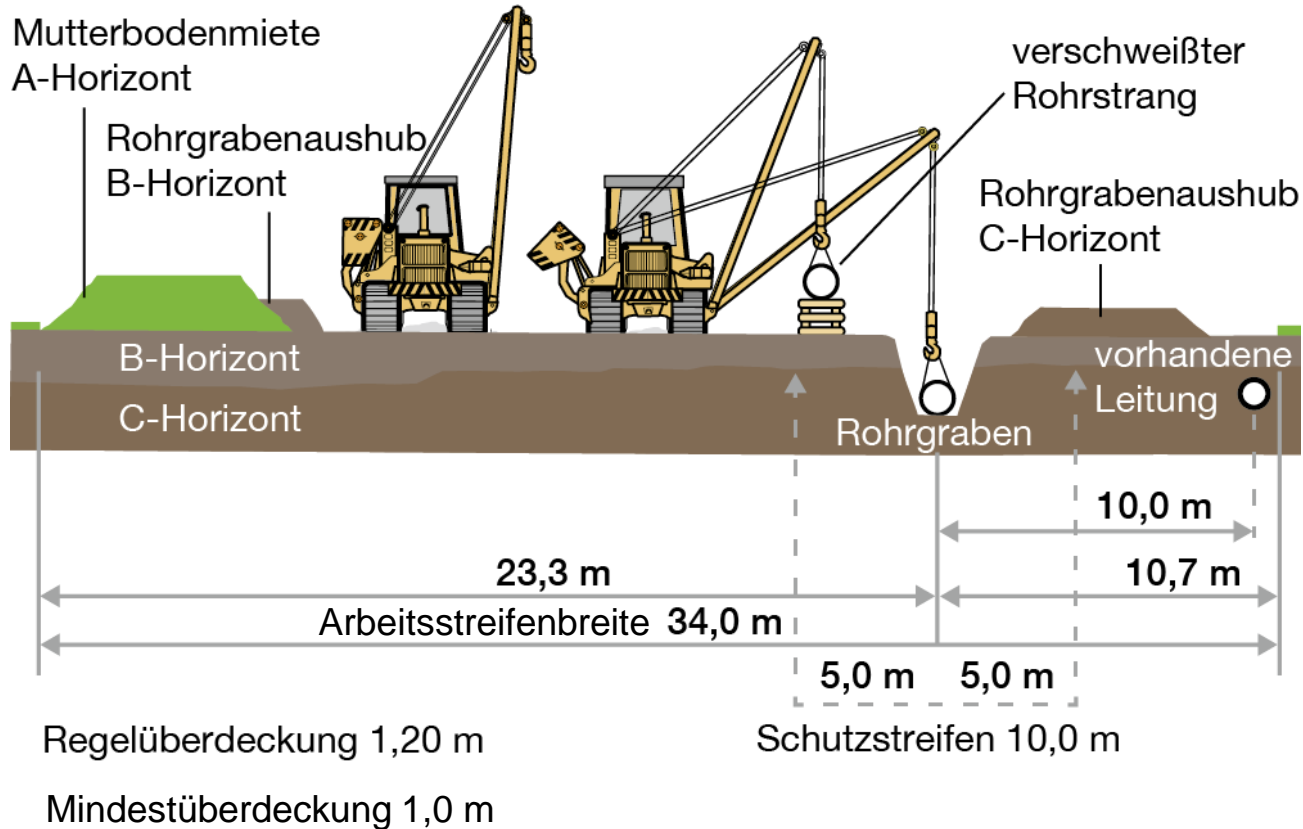 Mutterbodenmiete
A-Horizont
Rohrgrabenaushub
B-Horizont
verschweißter
Rohrstrang
Rohrgrabenaushub
C-Horizont
B-Horizont
C-Horizont
vorhandene
Leitung
Rohrgraben
10,0 m
23,3 m
10,7 m
Arbeitsstreifenbreite 34,0 m
5,0 m 5,0 m
Regelüberdeckung 1,20 m
Schutzstreifen 10,0 m
Mindestüberdeckung 1,0 m